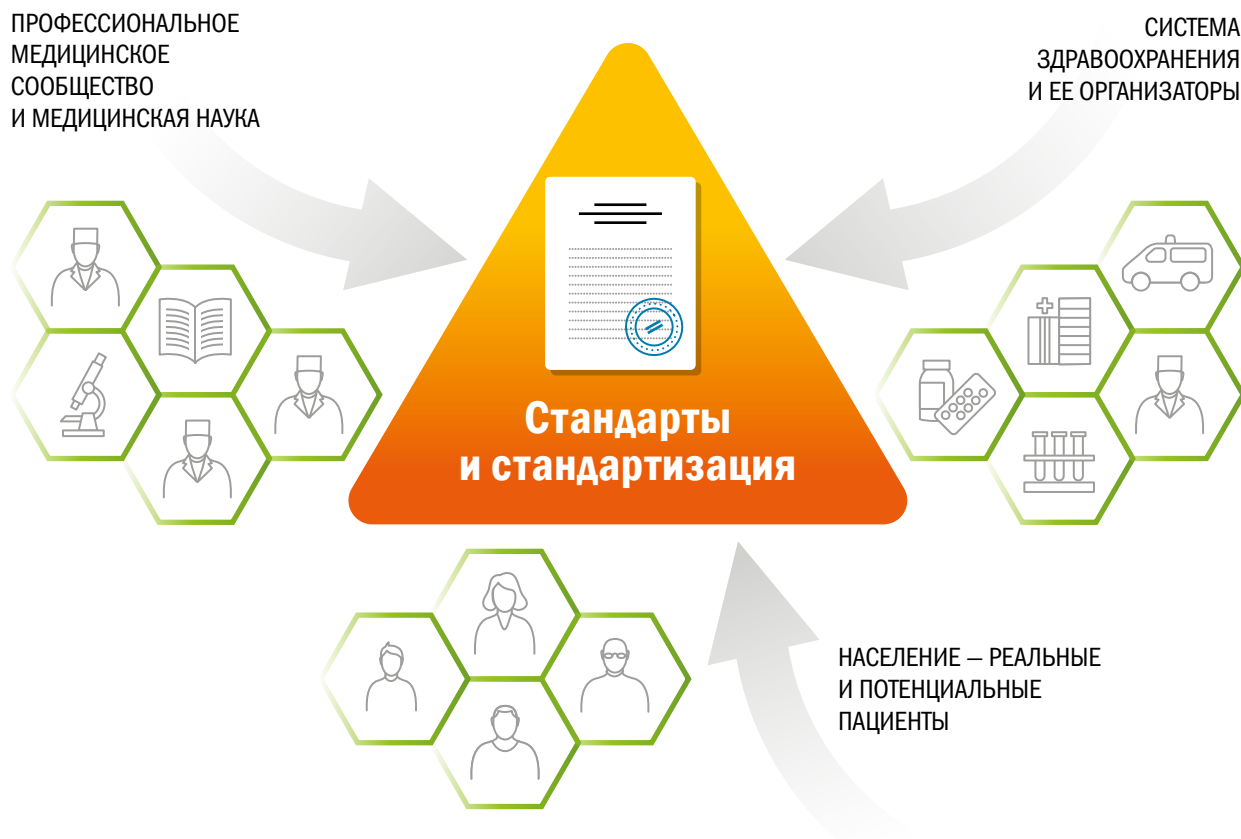 ПРОФЕССИОНАЛЬНОЕ
МЕДИЦИНСКОЕ
СООБЩЕСТВО
И МЕДИЦИНСКАЯ НАУКА
СИСТЕМА
ЗДРАВООХРАНЕНИЯ
И ЕЕ ОРГАНИЗАТОРЫ
Стандарты
и стандартизация
НАСЕЛЕНИЕ — РЕАЛЬНЫЕ
И ПОТЕНЦИАЛЬНЫЕ
ПАЦИЕНТЫ